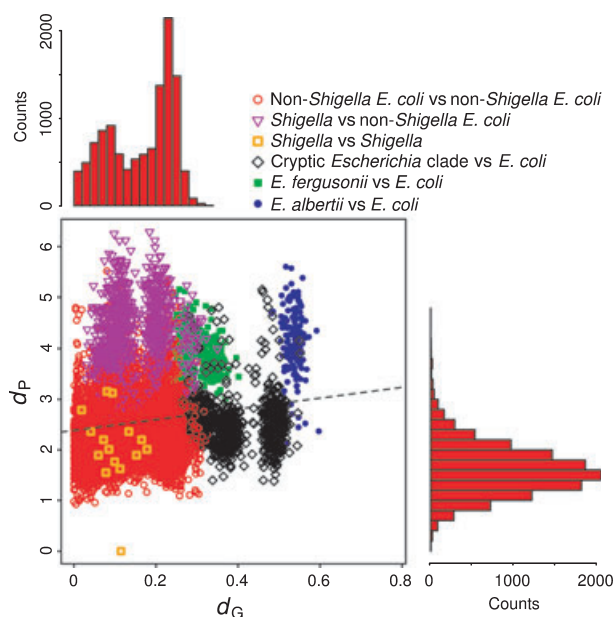 2000
1000
0
Counts
Non-Shigella E. coli vs non-Shigella E. coli
Shigella vs non-Shigella E. coli
Shigella vs Shigella
Cryptic Escherichia clade vs E. coli
E. fergusonii vs E. coli
E. albertii vs E. coli
6
5
4
3
2
1
0
dP
0 0.2 0.4 0.6 0.8
dG
0 1000 2000
Counts